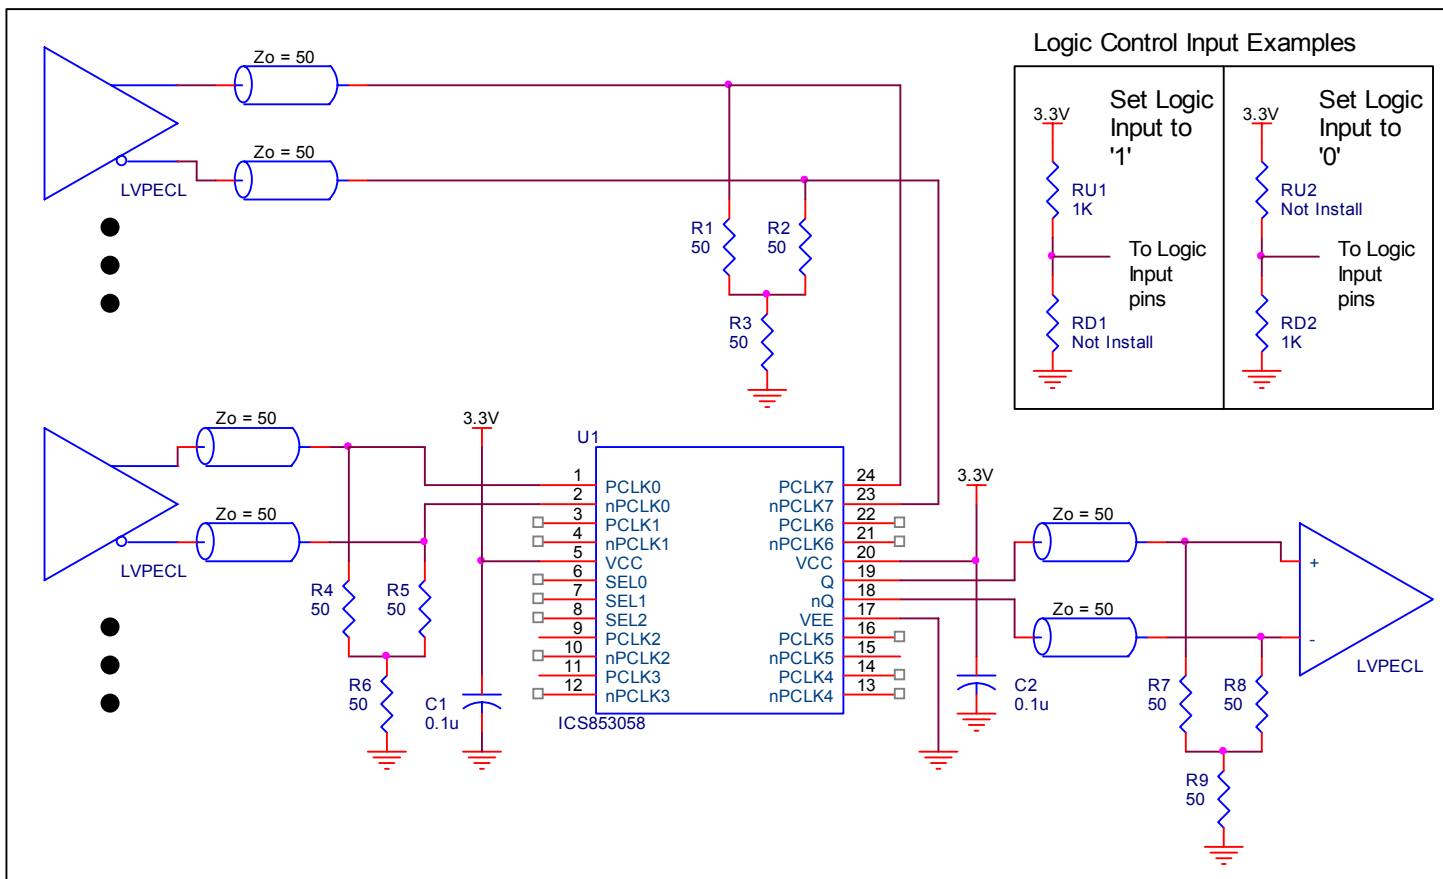 Logic Control Input Examples
Zo = 50
Zo = 50
LVPECL
3.3V
Set Logic
Input to
'1'
RU1
1K
To Logic
Input
pins
RD1
Not Install
3.3V
Set Logic
Input to
'0'
RU2
Not Install
To Logic
Input
pins
RD2
1K
R1
50
R2
50
R3
50
Zo = 50
Zo = 50
LVPECL
R4
50
R5
50
R6
50
3.3V
C1
0.1u
U1
1 PCLK0
2 nPCLK0
3 PCLK1
4 nPCLK1
5 VCC
6 SEL0
7 SEL1
8 SEL2
9 PCLK2
10 nPCLK2
11 PCLK3
12 nPCLK3
PCLK7 24
nPCLK7 23
PCLK6 22
nPCLK6 21
VCC 20
Q 19
nQ 18
VEE 17
PCLK5 16
nPCLK5 15
PCLK4 14
nPCLK4 13
ICS853058
3.3V
C2
0.1u
Zo = 50
Zo = 50
+
-
LVPECL
R7
50
R8
50
R9
50